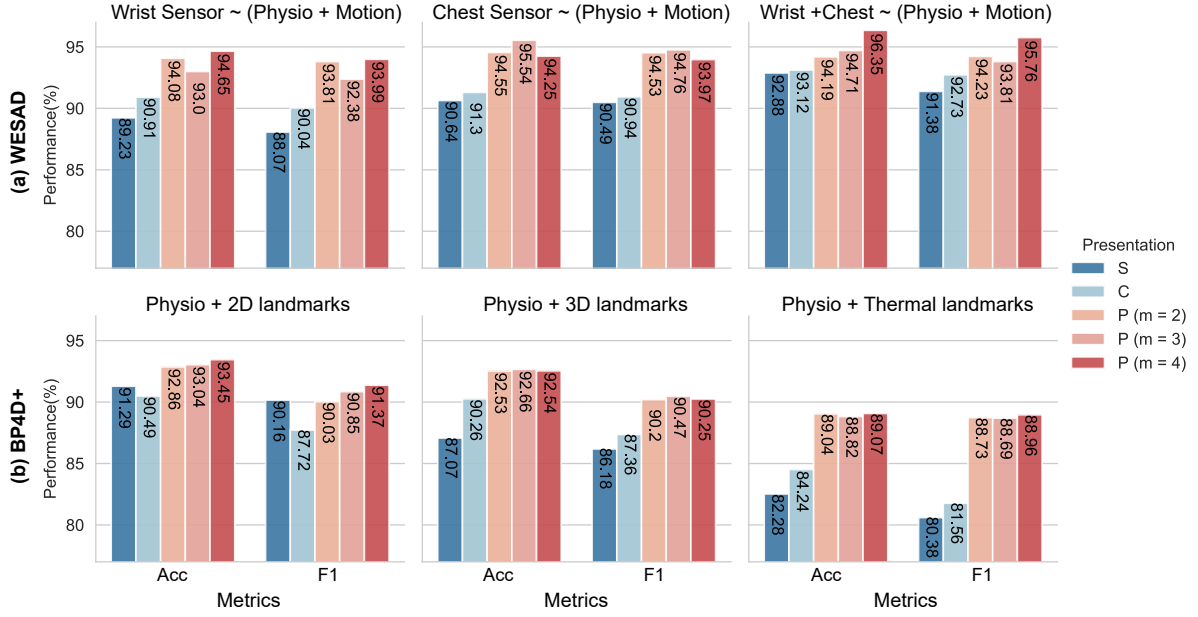 Wrist Sensor ~ (Physio + Motion)
Chest Sensor ~ (Physio + Motion)
Wrist +Chest ~ (Physio + Motion)
(a) WESAD
Performance(%)
95
90
85
80
89.23
90.91
94.08
93.0
94.65
88.07
90.04
93.81
92.38
93.99
90.64
91.3
94.55
95.54
94.25
90.49
90.94
94.53
94.76
93.97
92.88
93.12
94.19
94.71
96.35
91.38
92.73
94.23
93.81
95.76
Presentation
S
C
P (m = 2)
P (m = 3)
P (m = 4)
Physio + 2D landmarks
Physio + 3D landmarks
Physio + Thermal landmarks
(b) BP4D+
Performance(%)
95
90
85
80
91.29
90.49
92.86
93.04
93.45
90.16
87.72
90.03
90.85
91.37
87.07
90.26
92.53
92.66
92.54
86.18
87.36
90.2
90.47
90.25
82.28
84.24
89.04
88.82
89.07
80.38
81.56
88.73
88.69
88.96
Acc
F1
Acc
F1
Acc
F1
Metrics
Metrics
Metrics